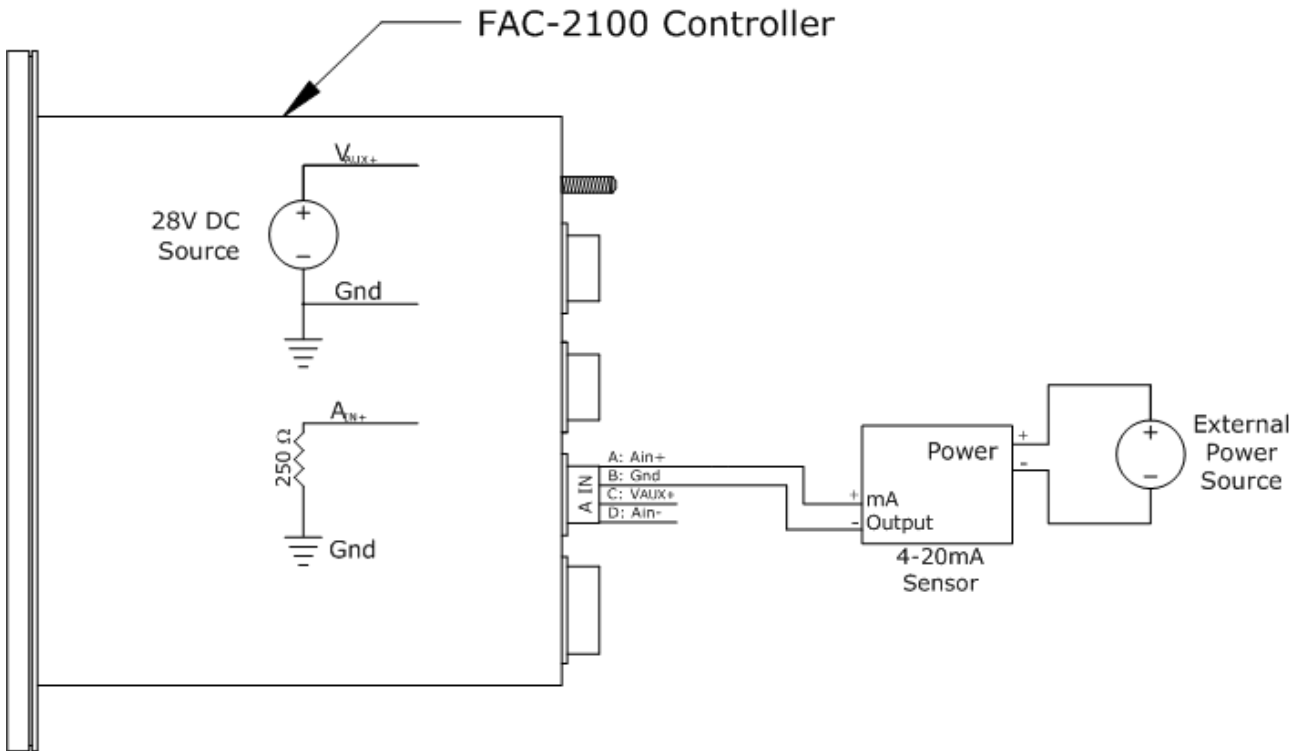 FAC-2100 Controller
VAUX+
28V DC
Source
+
−
Gnd
AIN+
250 Ω
Gnd
A IN
A: Ain+
B: Gnd
C: VAUX+
D: Ain-
+ mA
- Output
Power +
-
4-20mA
Sensor
+
−
External
Power
Source